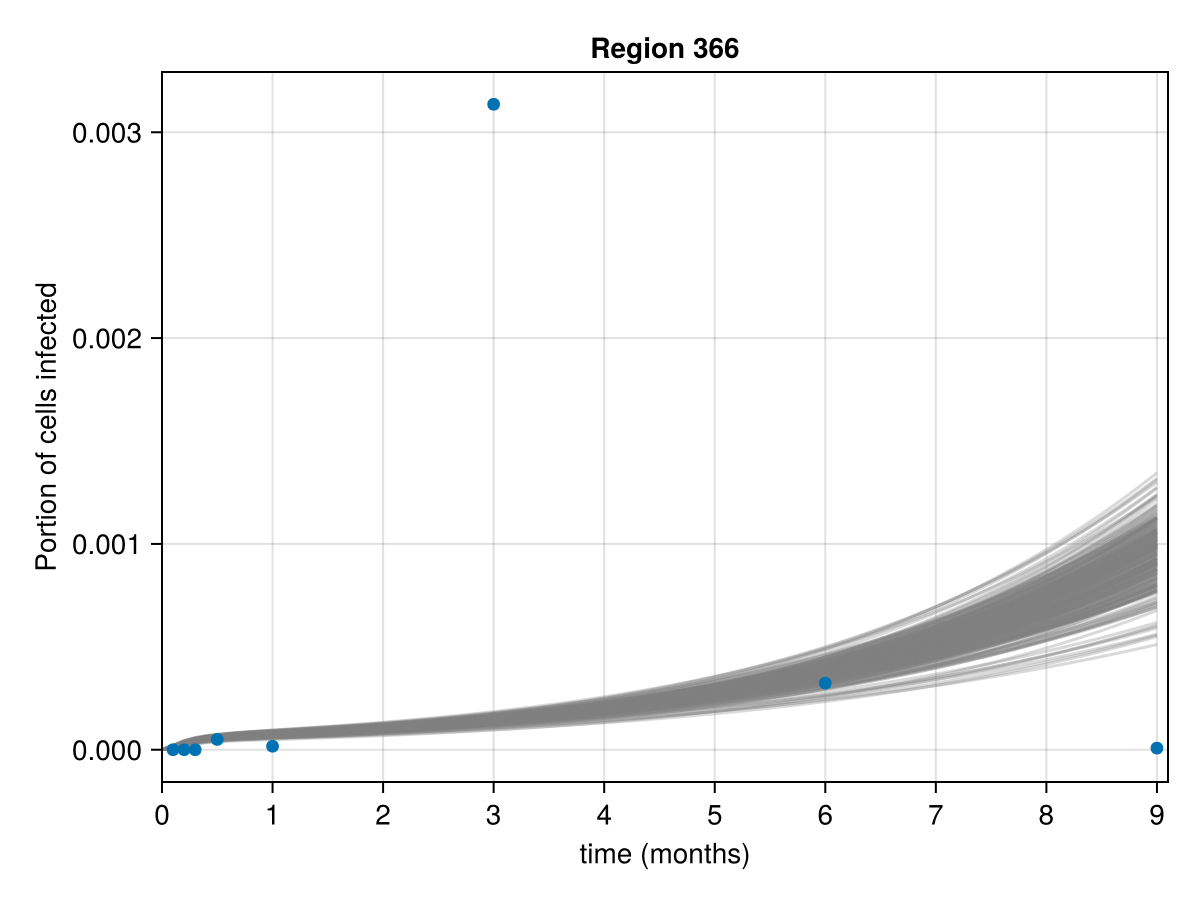 Region 366
Portion of cells infected
0.003
0.002
0.001
0.000
0 1 2 3 4 5 6 7 8 9
time (months)